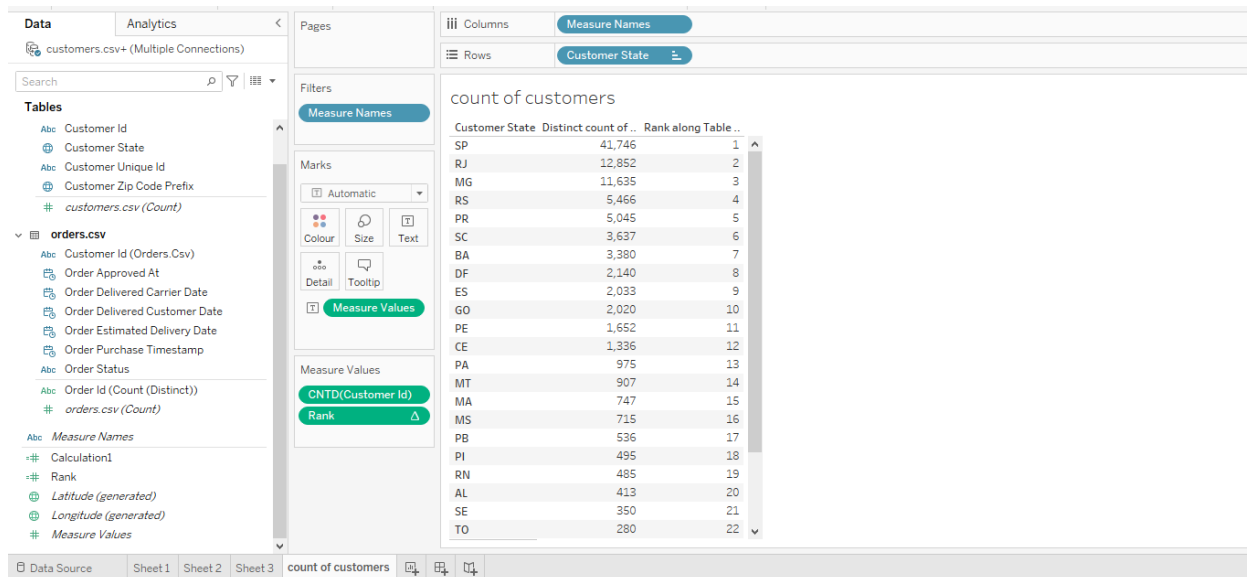 Data
Analytics
customers.csv+ (Multiple Connections)
Search
Tables
Abc Customer Id
Customer State
Abc Customer Unique Id
Customer Zip Code Prefix
# customers.csv (Count)
orders.csv
Abc Customer Id (Orders.Csv)
Order Approved At
Order Delivered Carrier Date
Order Delivered Customer Date
Order Estimated Delivery Date
Order Purchase Timestamp
Abc Order Status
Abc Order Id (Count (Distinct))
# orders.csv (Count)
Abc Measure Names
=# Calculation1
=# Rank
Latitude (generated)
Longitude (generated)
# Measure Values
Pages
Filters
Measure Names
Marks
T Automatic
Colour Size T Text
Detail Tooltip
T Measure Values
Measure Values
CNTD(Customer Id)
Rank Δ
iii Columns Measure Names
Rows Customer State
count of customers
Customer State Distinct count of .. Rank along Table ..
SP 41,746 1
RJ 12,852 2
MG 11,635 3
RS 5,466 4
PR 5,045 5
SC 3,637 6
BA 3,380 7
DF 2,140 8
ES 2,033 9
GO 2,020 10
PE 1,652 11
CE 1,336 12
PA 975 13
MT 907 14
MA 747 15
MS 715 16
PB 536 17
PI 495 18
RN 485 19
AL 413 20
SE 350 21
TO 280 22
Data Source Sheet 1 Sheet 2 Sheet 3 count of customers